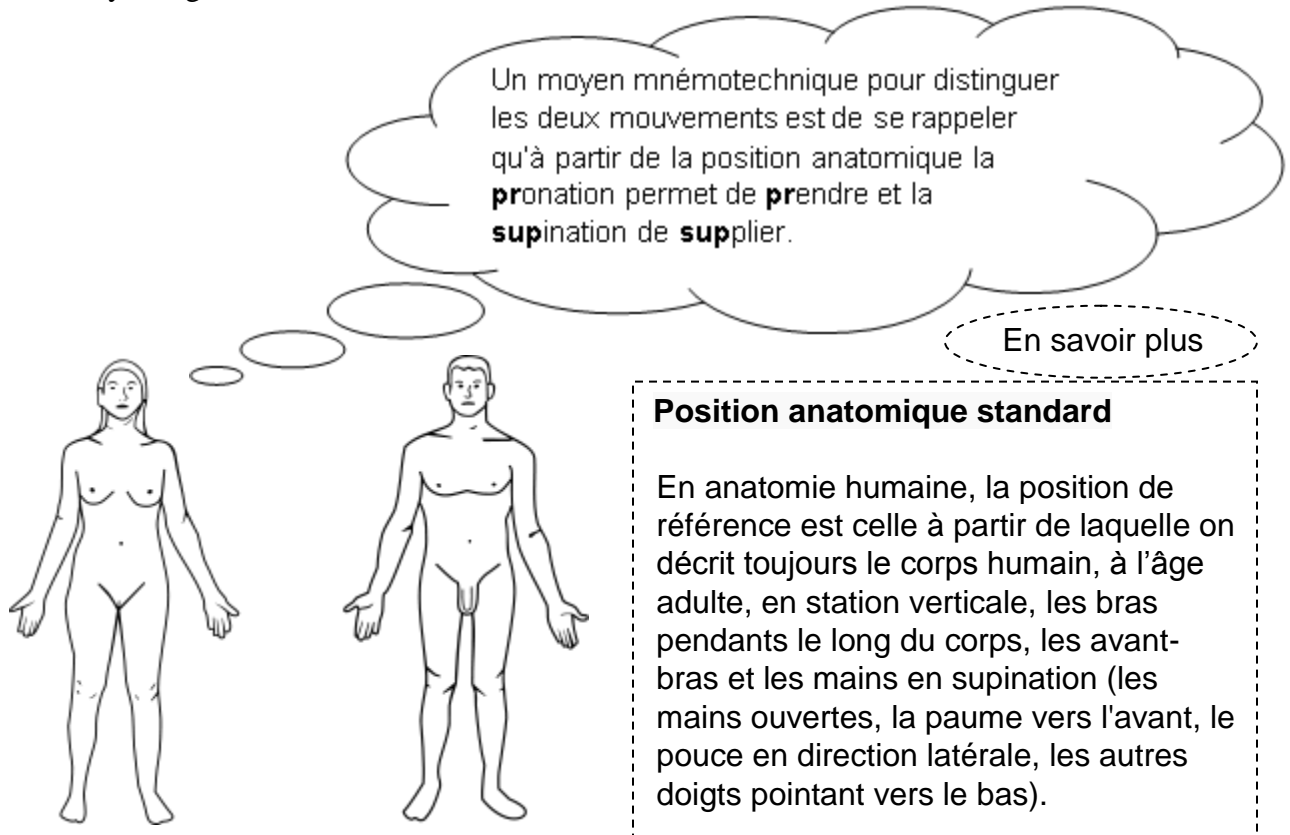 Un moyen mnémotechnique pour distinguer
les deux mouvements est de se rappeler
qu'à partir de la position anatomique la
pronation permet de prendre et la
supination de supplier.
En savoir plus
Position anatomique standard
En anatomie humaine, la position de
référence est celle à partir de laquelle on
décrit toujours le corps humain, à l’âge
adulte, en station verticale, les bras
pendants le long du corps, les avant-
bras et les mains en supination (les
mains ouvertes, la paume vers l'avant, le
pouce en direction latérale, les autres
doigts pointant vers le bas).